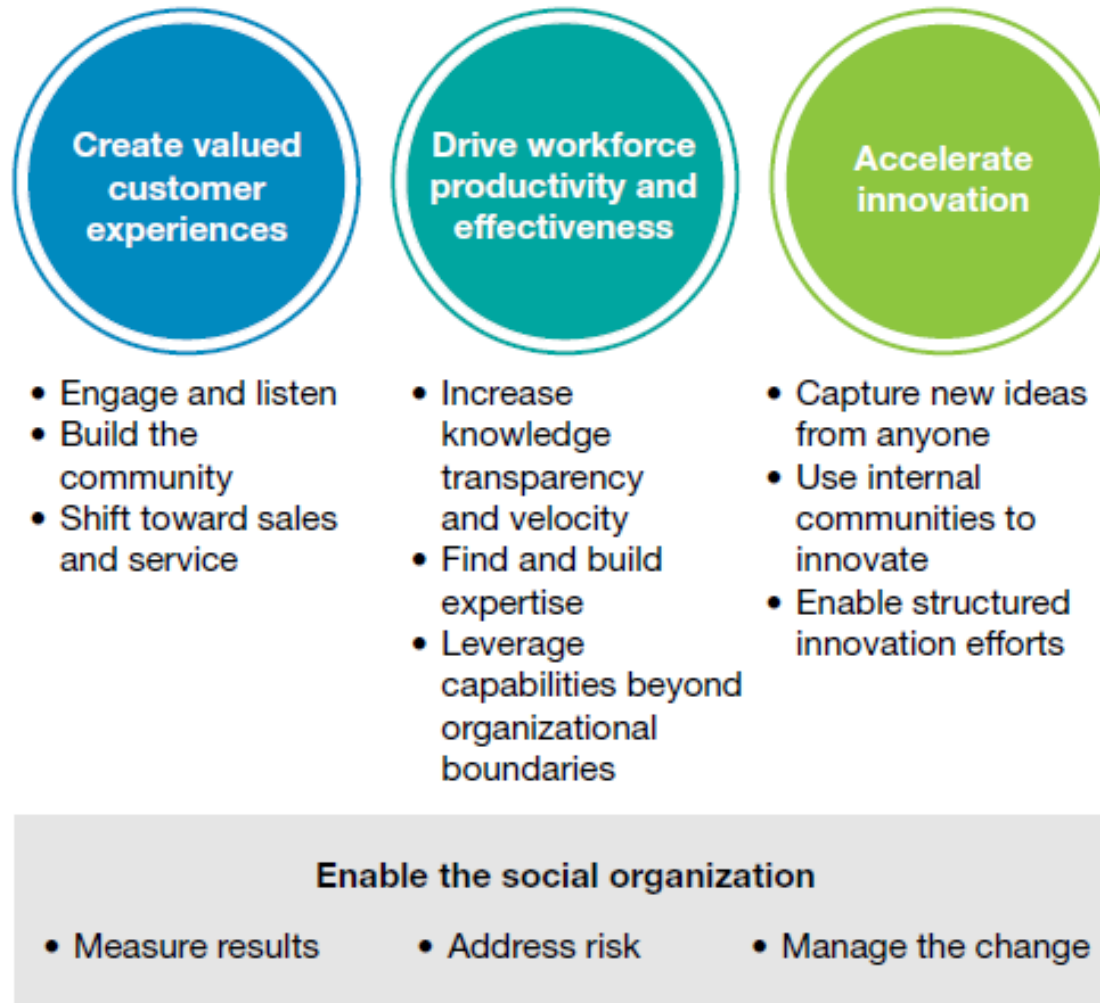 Create valued
customer
experiences
Drive workforce
productivity and
effectiveness
Accelerate
innovation
• Engage and listen
• Build the
community
• Shift toward sales
and service
• Increase
knowledge
transparency
and velocity
• Find and build
expertise
• Leverage
capabilities beyond
organizational
boundaries
• Capture new ideas
from anyone
• Use internal
communities to
innovate
• Enable structured
innovation efforts
Enable the social organization
• Measure results
• Address risk
• Manage the change